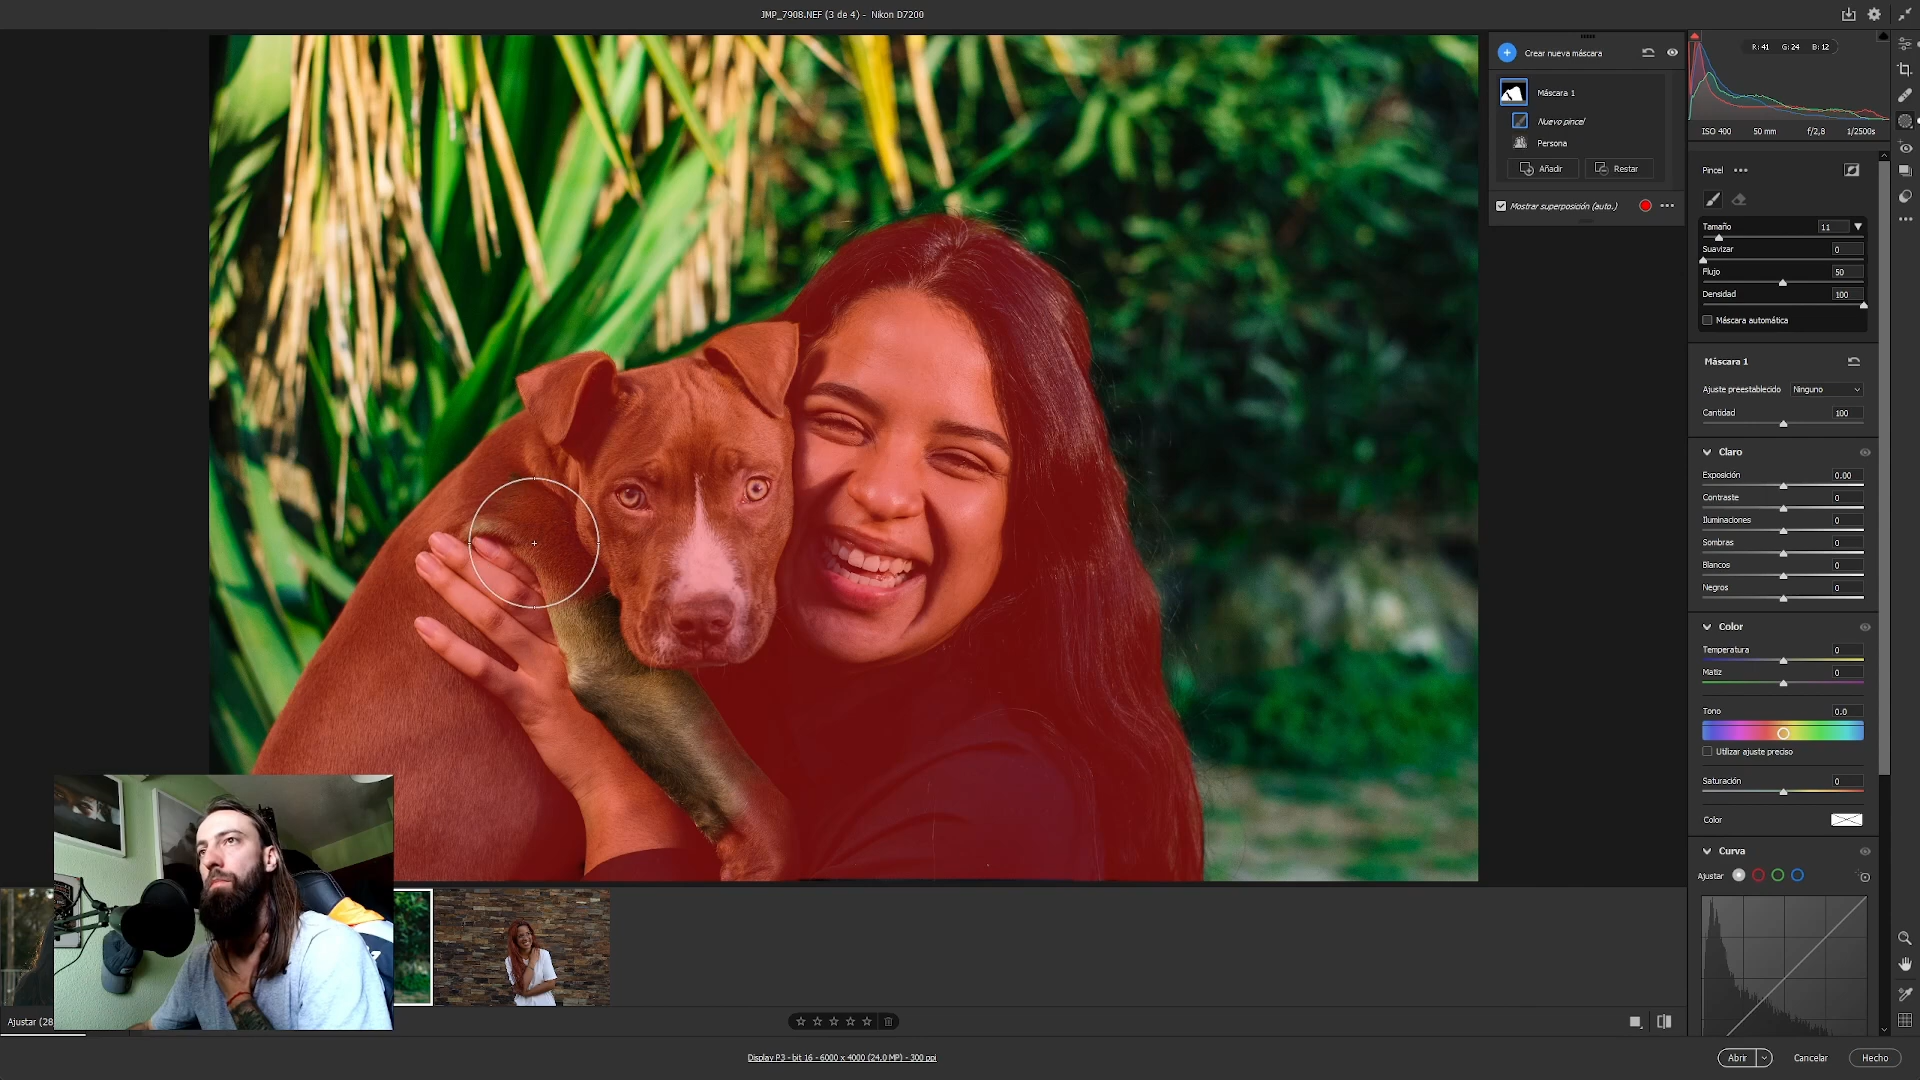 JMP_7908.NEF (3 de 4) - Nikon D7200
Crear nueva máscara
Máscara 1
Nuevo pincel
Persona
Añadir
Restar
Mostrar superposición (auto.)
R: 41 G: 24 B: 12
ISO 400 50 mm f/2,8 1/2500s
Pincel
Tamaño 11
Suavizar 0
Flujo 50
Densidad 100
Máscara automática
Máscara 1
Ajuste preestablecido Ninguno
Cantidad 100
Claro
Exposición 0.00
Contraste 0
Iluminaciones 0
Sombras 0
Blancos 0
Negros 0
Color
Temperatura 0
Matiz 0
Tono 0.0
Utilizar ajuste preciso
Saturación 0
Color
Curva
Ajustar
Ajustar (28
Display P3 - bit 16 - 6000 x 4000 (24.0 MP) - 300 ppi
Abrir
Cancelar
Hecho